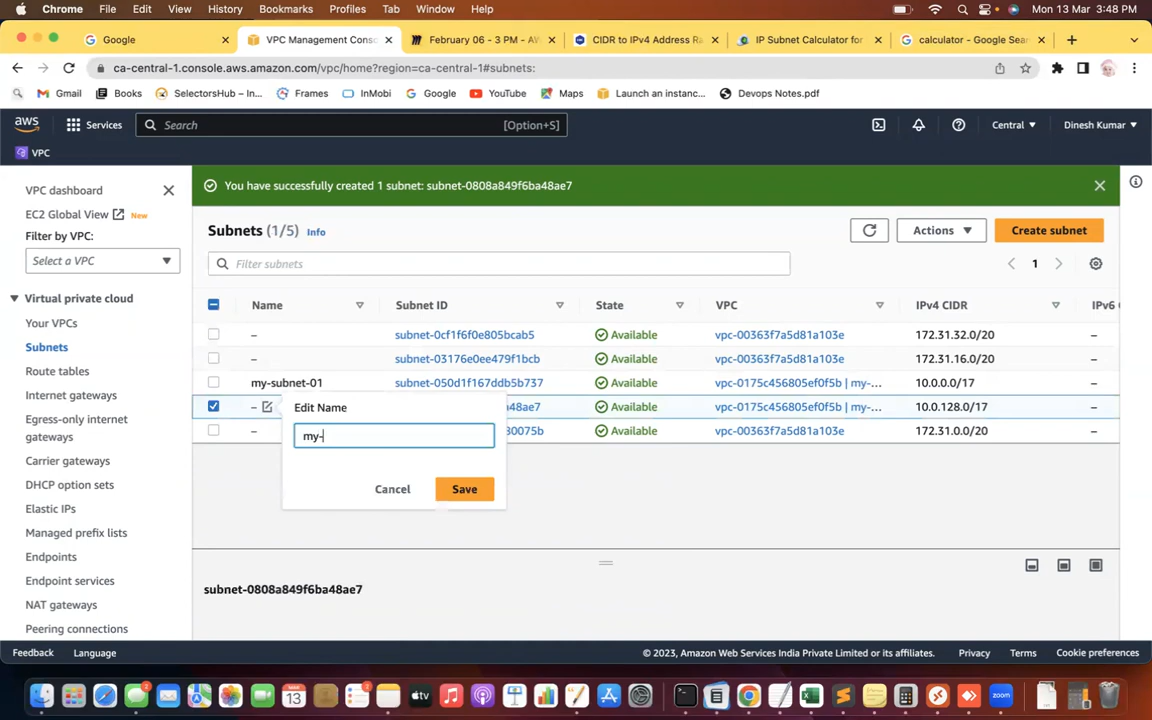 Chrome File Edit View History Bookmarks Profiles Tab Window Help Mon 13 Mar 3:48 PM
Google VPC Management Conso February 06 - 3 PM - AWS CIDR to IPv4 Address Ra IP Subnet Calculator for calculator - Google Sear
ca-central-1.console.aws.amazon.com/vpc/home?region=ca-central-1#subnets:
Gmail Books SelectorsHub – In... Frames InMobi Google YouTube Maps Launch an instanc... Devops Notes.pdf
aws Services Search [Option+S] Central Dinesh Kumar
VPC
VPC dashboard
EC2 Global View New
Filter by VPC:
Select a VPC
Virtual private cloud
Your VPCs
Subnets
Route tables
Internet gateways
Egress-only internet
gateways
Carrier gateways
DHCP option sets
Elastic IPs
Managed prefix lists
Endpoints
Endpoint services
NAT gateways
Peering connections
You have successfully created 1 subnet: subnet-0808a849f6ba48ae7
Subnets (1/5) Info Actions Create subnet
Filter subnets 1
Name Subnet ID State VPC IPv4 CIDR IPv6
– subnet-0cf1f6f0e805bcab5 Available vpc-00363f7a5d81a103e 172.31.32.0/20 –
– subnet-03176e0ee479f1bcb Available vpc-00363f7a5d81a103e 172.31.16.0/20 –
my-subnet-01 subnet-050d1f167ddb5b737 Available vpc-0175c456805ef0f5b | my-... 10.0.0.0/17 –
– a48ae7 Available vpc-0175c456805ef0f5b | my-... 10.0.128.0/17 –
– 80075b Available vpc-00363f7a5d81a103e 172.31.0.0/20 –
Edit Name
my-
Cancel Save
subnet-0808a849f6ba48ae7
Feedback Language © 2023, Amazon Web Services India Private Limited or its affiliates. Privacy Terms Cookie preferences